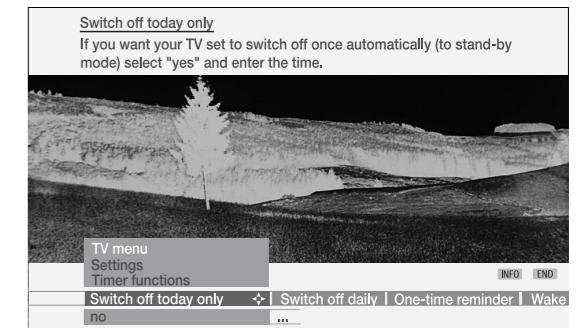 Switch off today only
If you want your TV set to switch off once automatically (to stand-by
mode) select "yes" and enter the time.
TV menu
Settings
Timer functions
INFO END
Switch off today only Switch off daily | One-time reminder | Wake
no ...